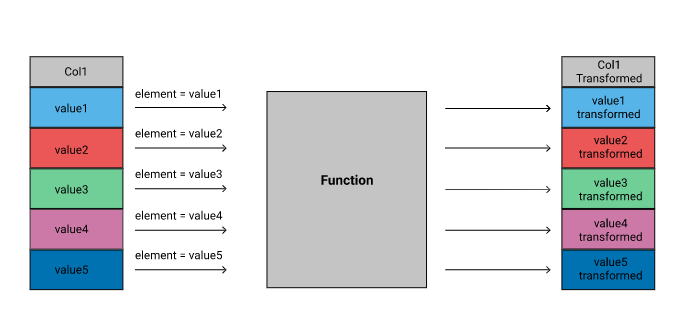 Col1
value1
value2
value3
value4
value5
element = value1
element = value2
element = value3
element = value4
element = value5
Function
Col1
Transformed
value1
transformed
value2
transformed
value3
transformed
value4
transformed
value5
transformed